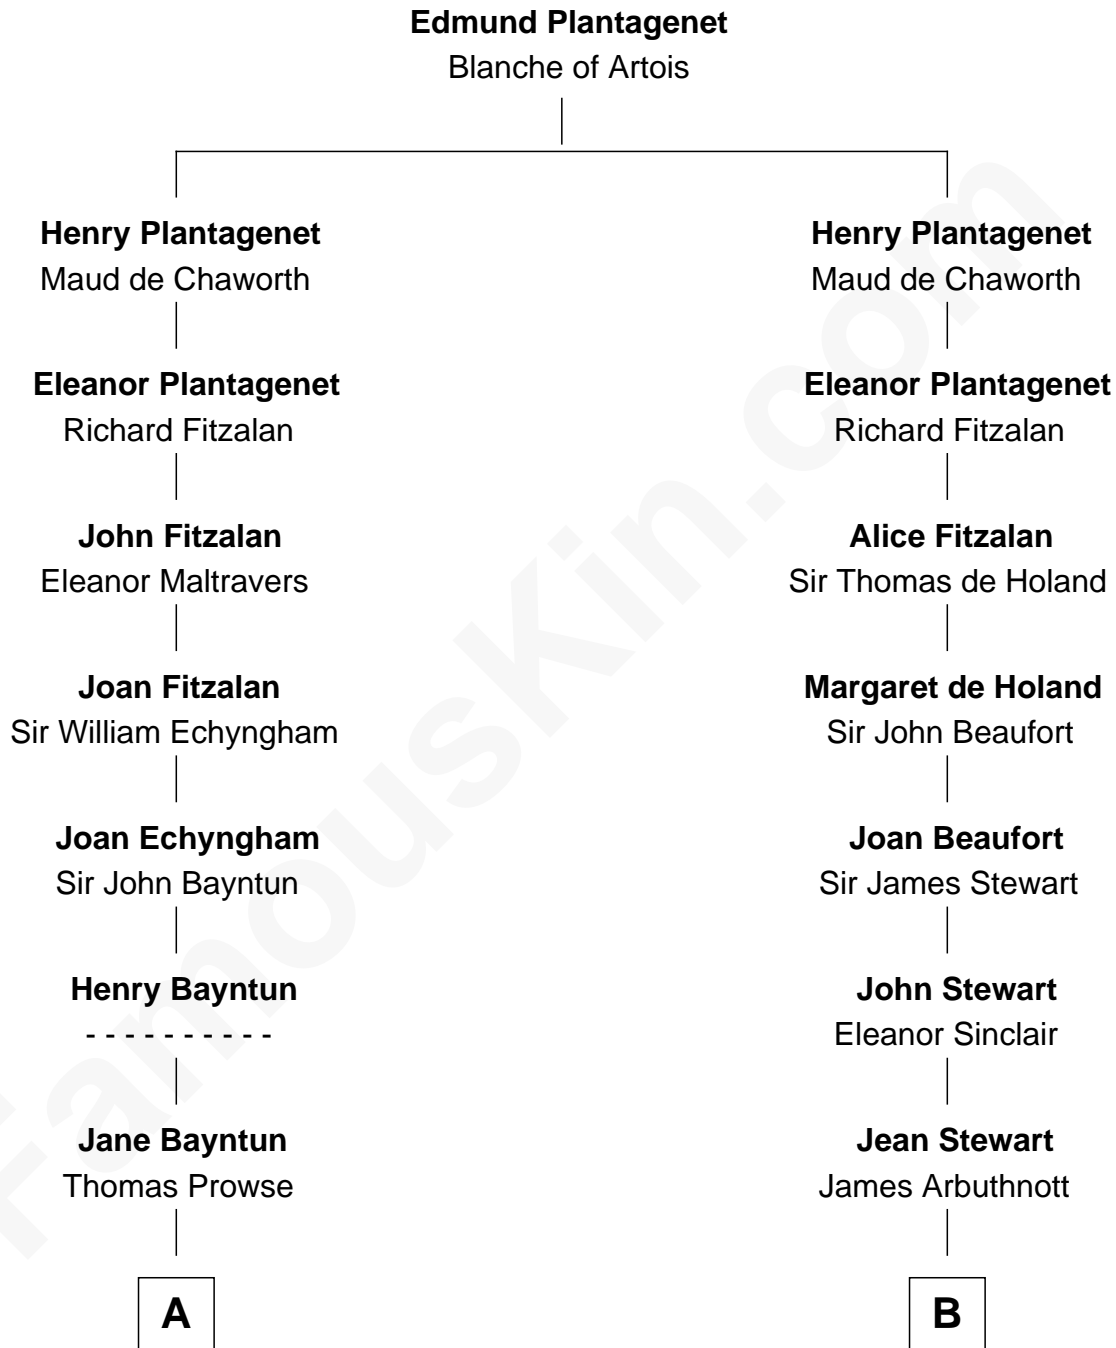 Edmund Plantagenet
Blanche of Artois
Henry Plantagenet
Maud de Chaworth
Eleanor Plantagenet
Richard Fitzalan
John Fitzalan
Eleanor Maltravers
Joan Fitzalan
Sir William Echyngham
Joan Echyngham
Sir John Bayntun
Henry Bayntun
- - - - - - - - - -
Jane Bayntun
Thomas Prowse
A
Henry Plantagenet
Maud de Chaworth
Eleanor Plantagenet
Richard Fitzalan
Alice Fitzalan
Sir Thomas de Holand
Margaret de Holand
Sir John Beaufort
Joan Beaufort
Sir James Stewart
John Stewart
Eleanor Sinclair
Jean Stewart
James Arbuthnott
B
FamousKin.com